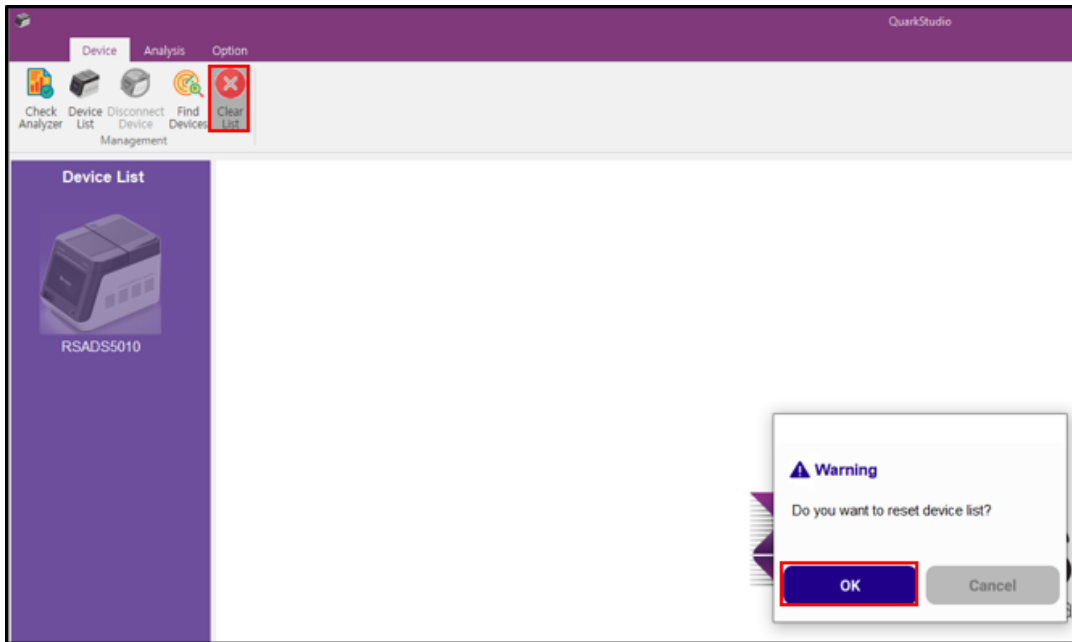 QuarkStudio
Device Analysis Option
Check Analyzer
Device List
Disconnect Device
Find Devices
Clear List
Management
Device List
RSADS5010
Warning
Do you want to reset device list?
OK Cancel